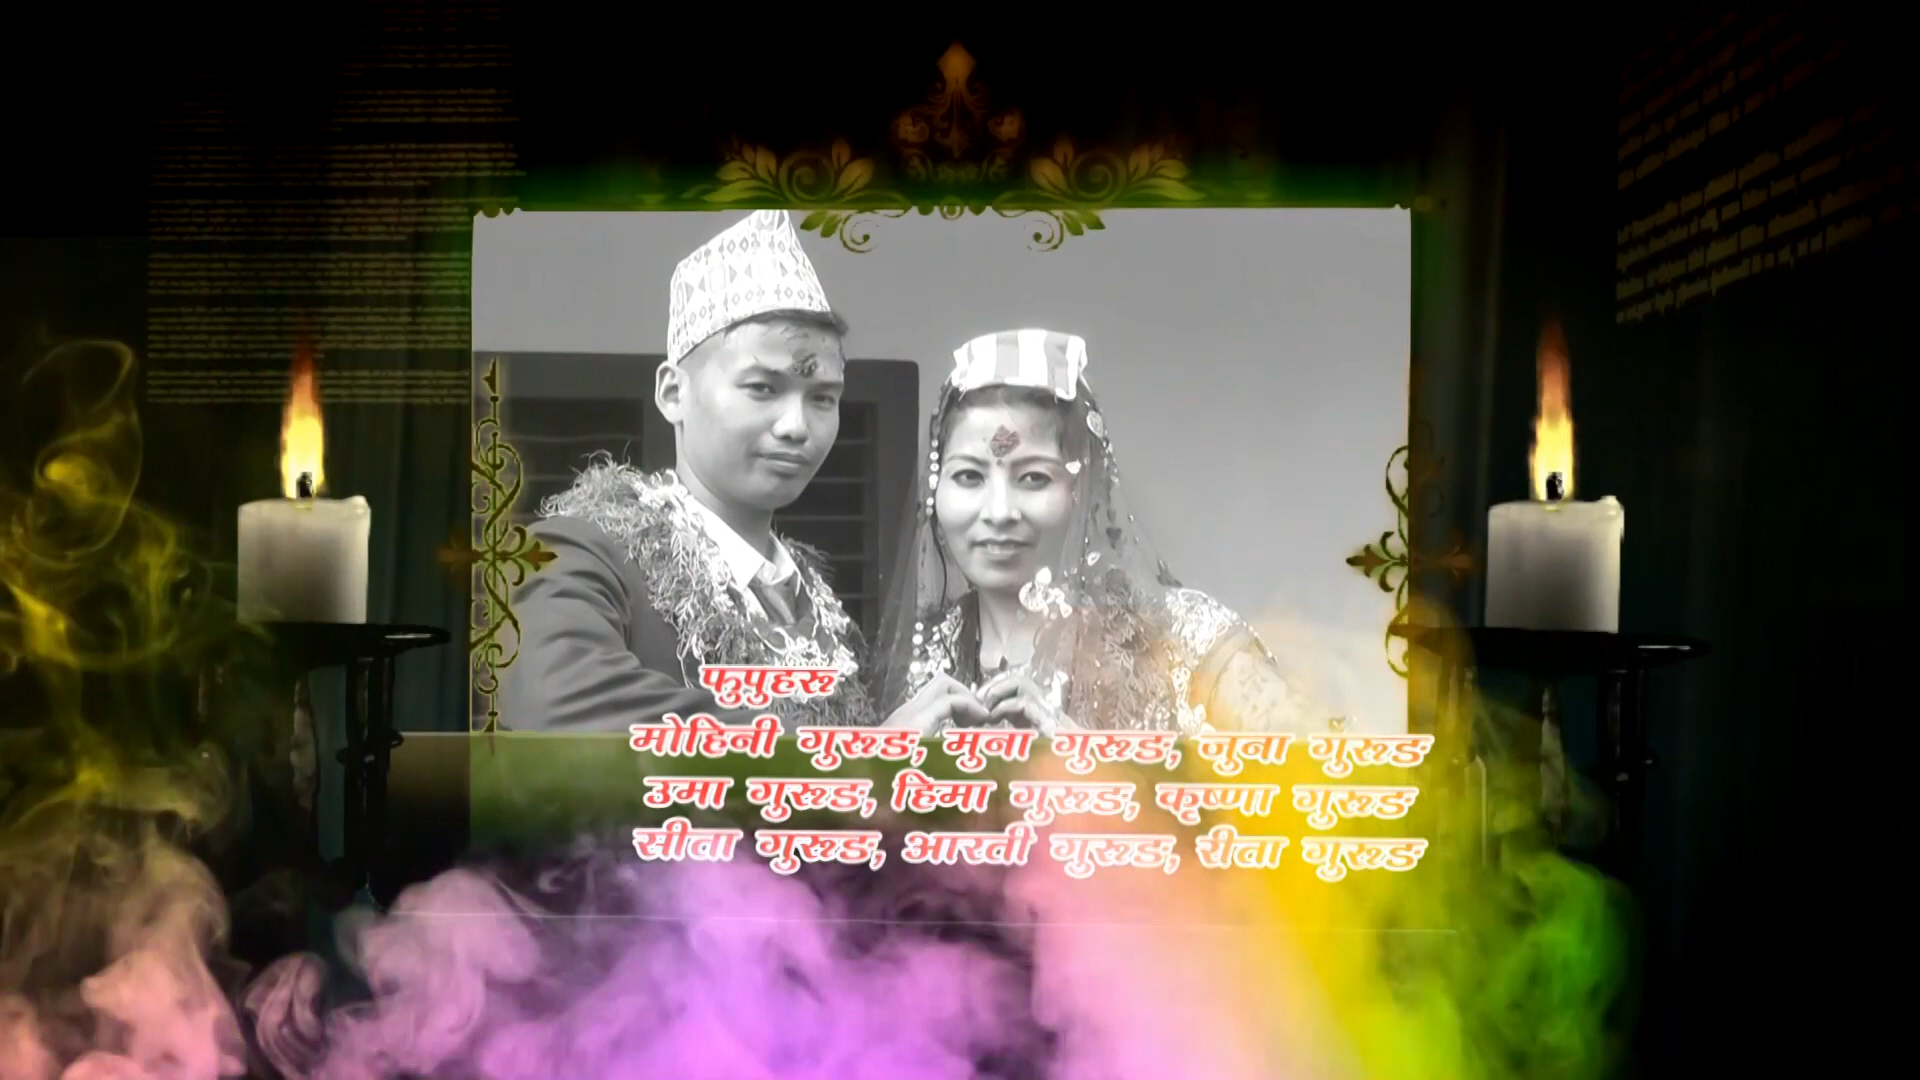 फुपुहरू
मोहिनी गुरूङ, मुना गुरूङ, जुना गुरूङ
उमा गुरूङ, हिमा गुरूङ, कृष्णा गुरूङ
सीता गुरूङ, आरती गुरूङ, रीता गुरूङ